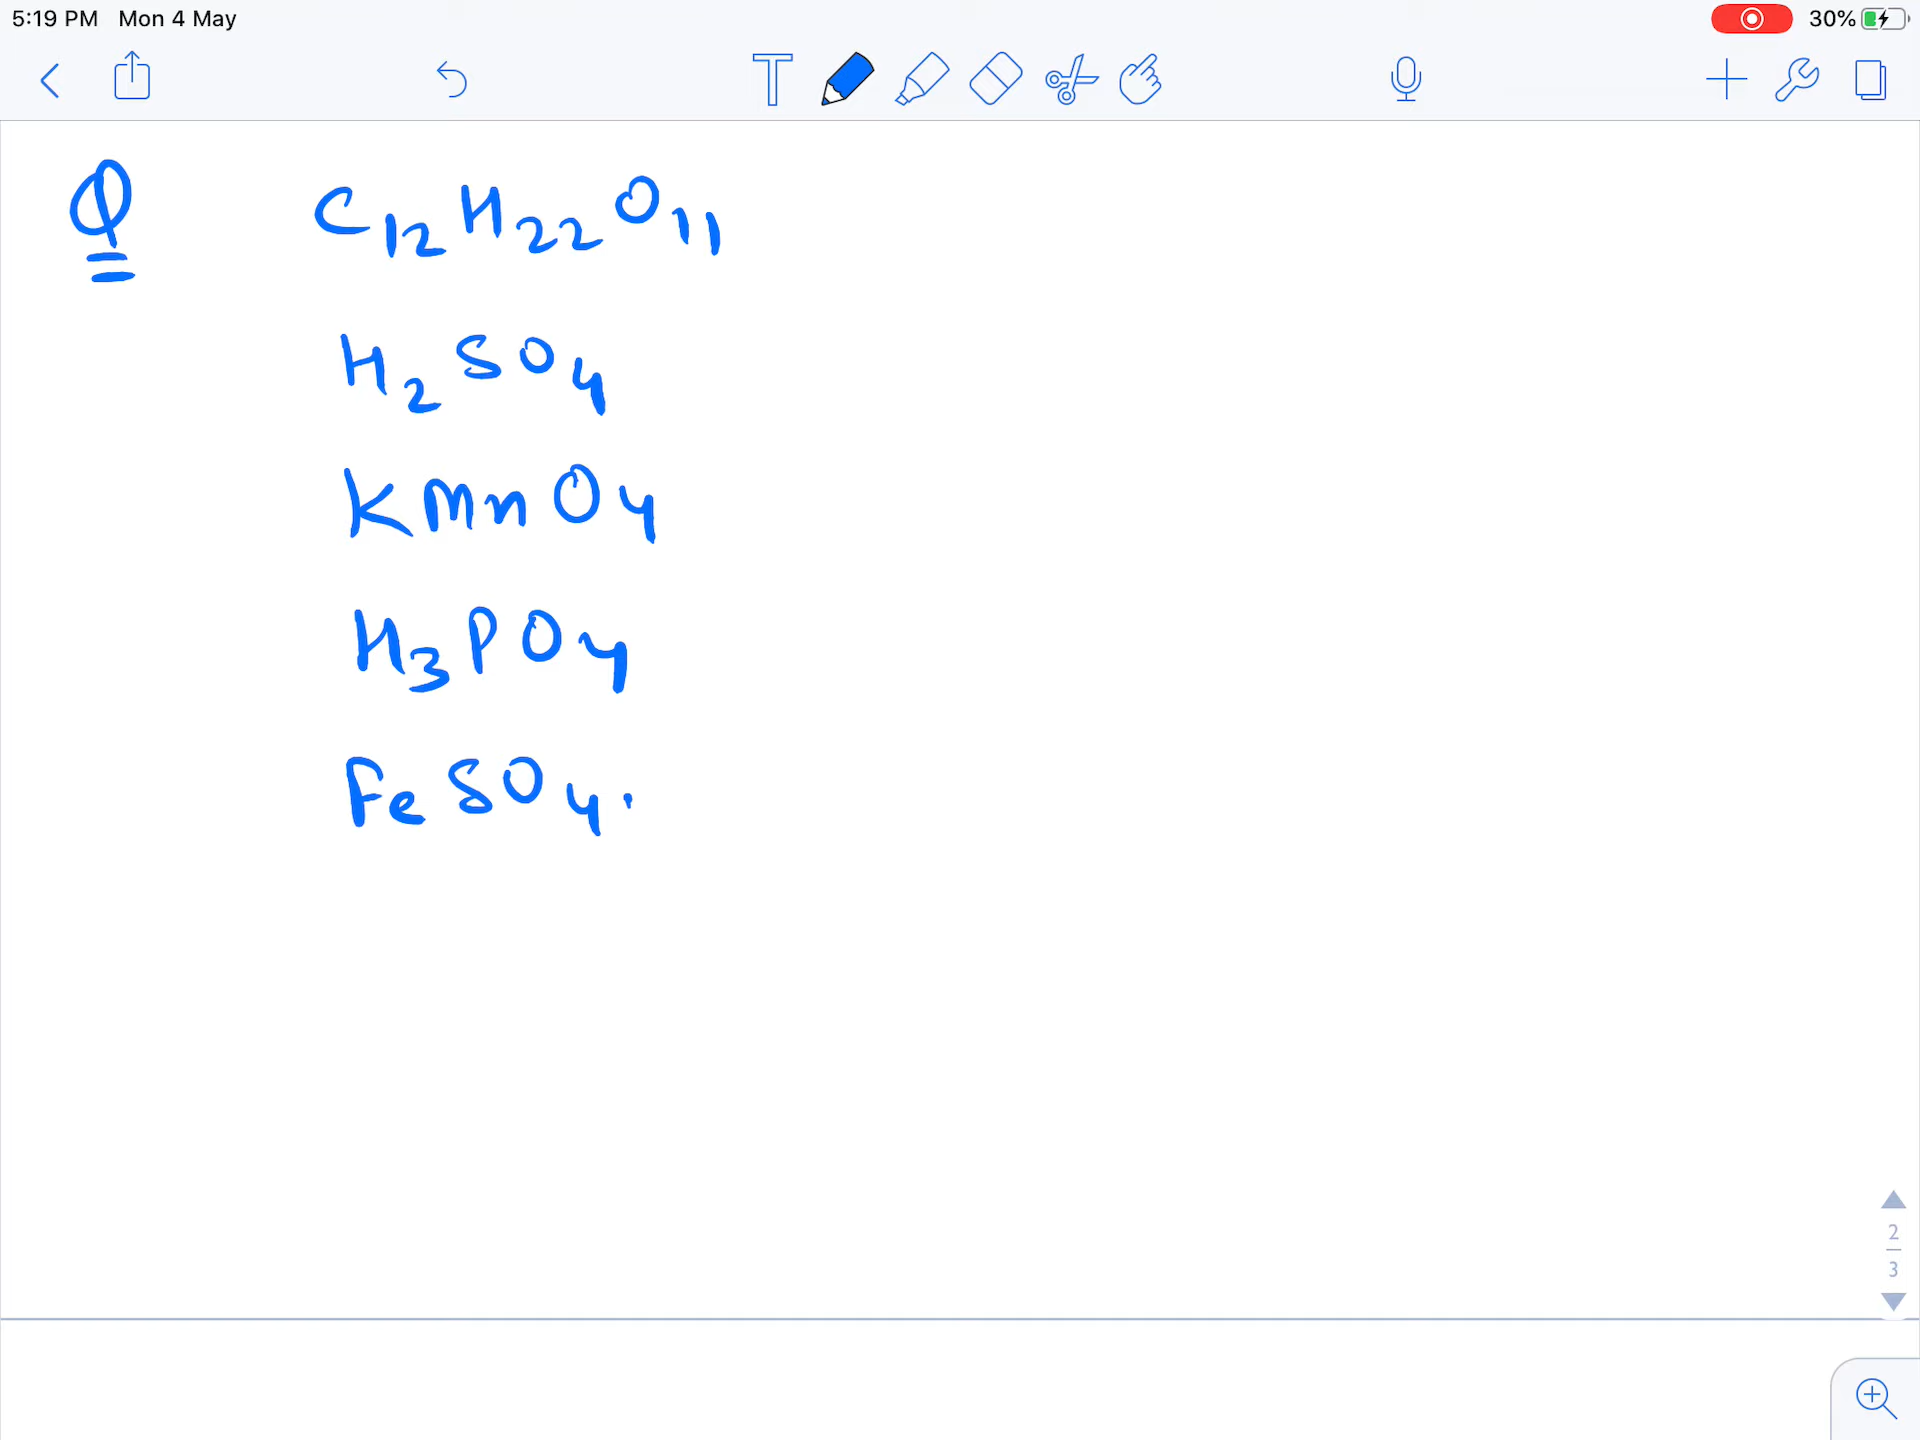 5:19 PM Mon 4 May 30%
T
Q C₁₂H₂₂O₁₁
H₂SO₄
KMnO₄
H₃PO₄
FeSO₄.
2
3